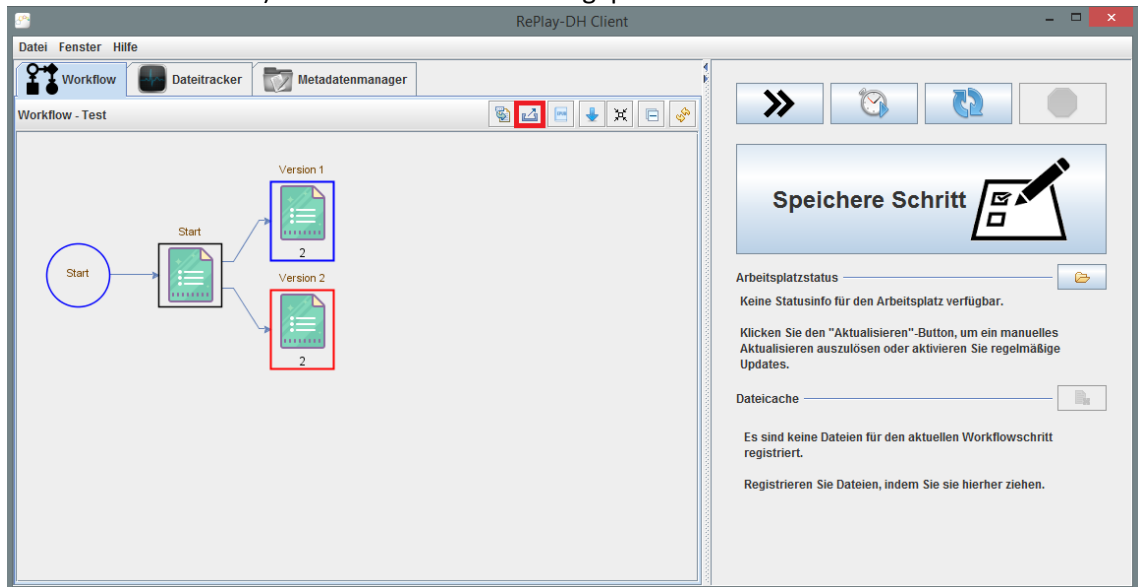 RePlay-DH Client
Datei Fenster Hilfe
Workflow Dateitracker Metadatenmanager
Workflow - Test
Version 1
2
Start
Start
Version 2
2
Speichere Schritt
Arbeitsplatzstatus
Keine Statusinfo für den Arbeitsplatz verfügbar.
Klicken Sie den "Aktualisieren"-Button, um ein manuelles
Aktualisieren auszulösen oder aktivieren Sie regelmäßige
Updates.
Dateicache
Es sind keine Dateien für den aktuellen Workflowschritt
registriert.
Registrieren Sie Dateien, indem Sie sie hierher ziehen.